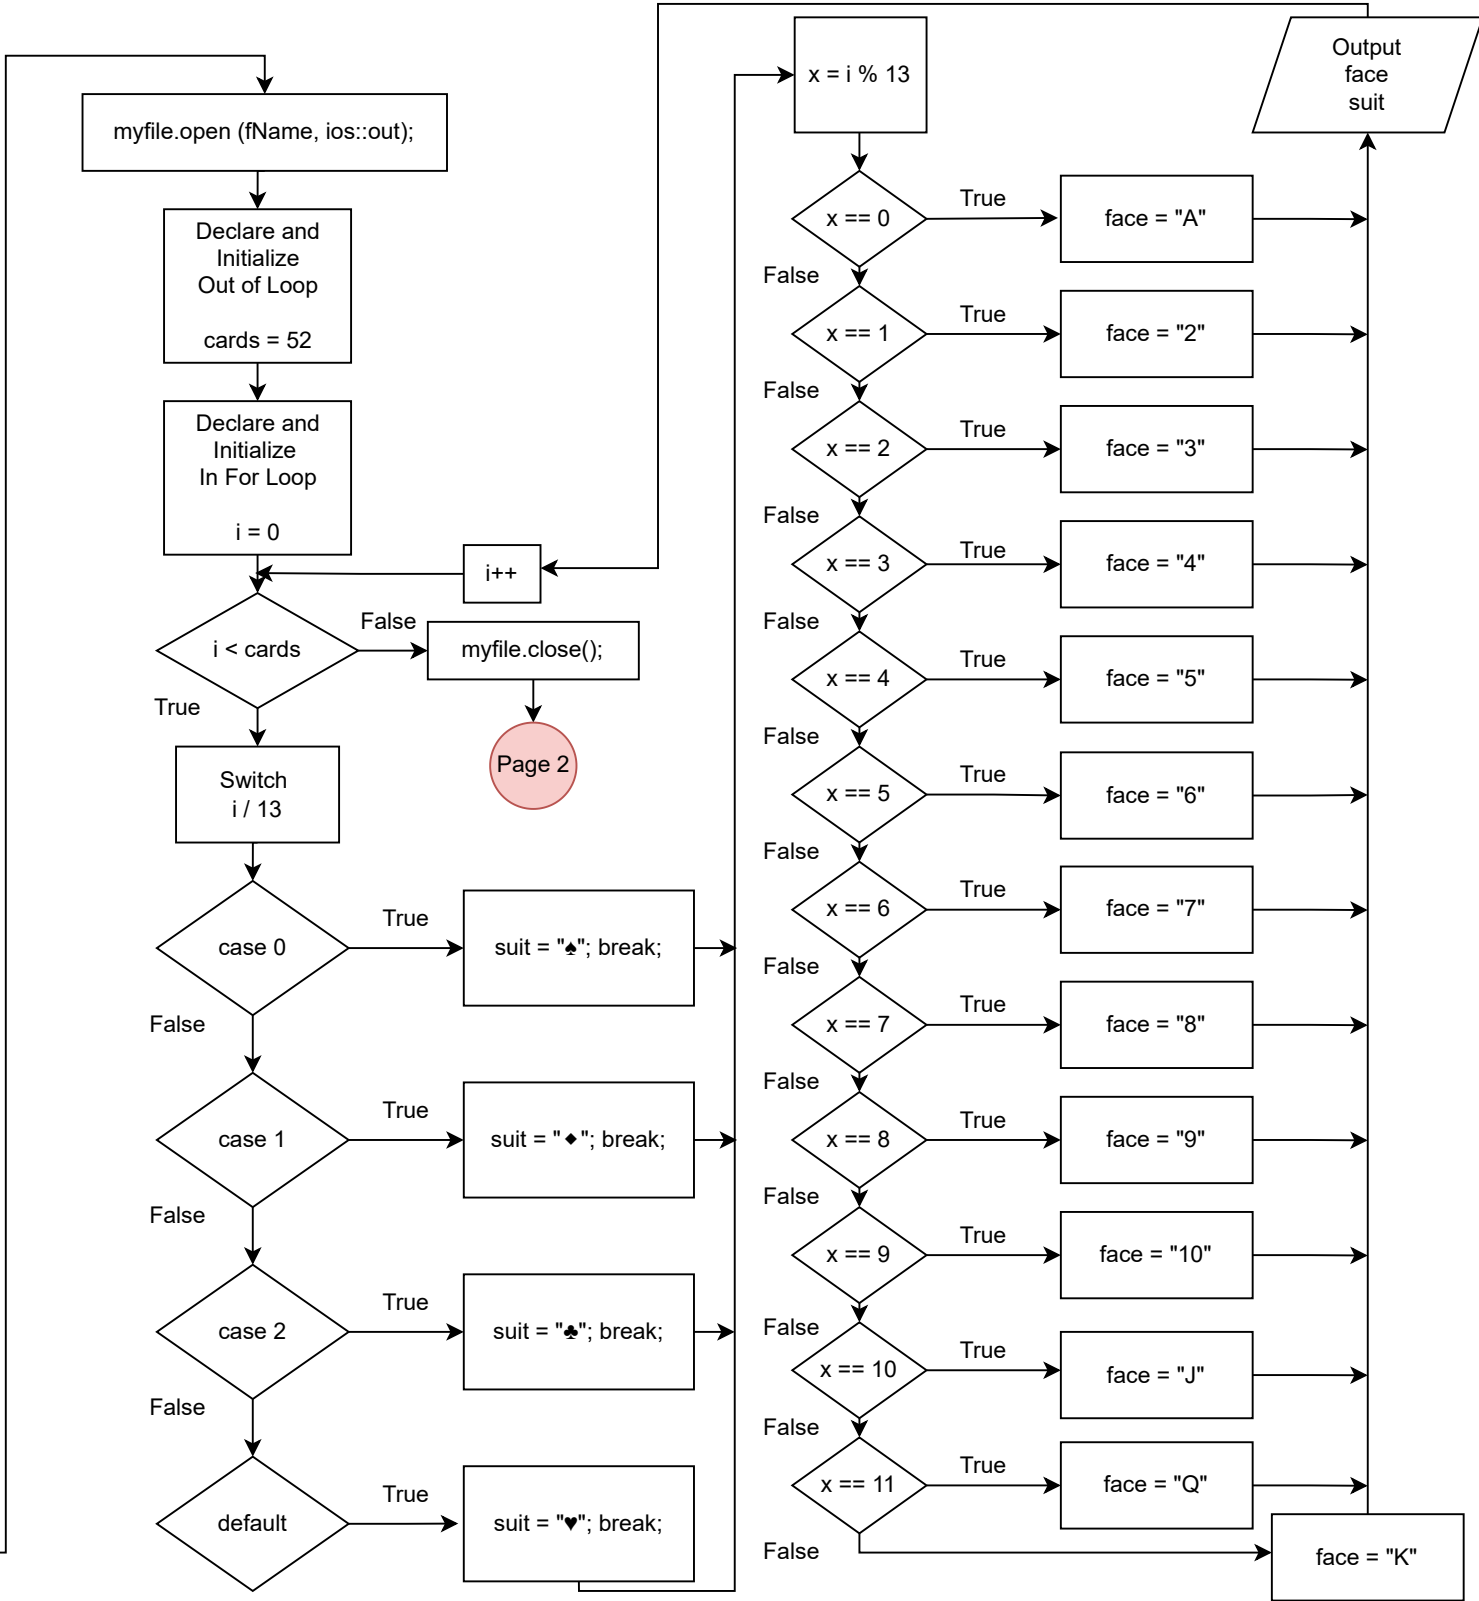 myfile.open (fName, ios::out);
Declare and
Initialize
Out of Loop
cards = 52
Declare and
Initialize
In For Loop
i = 0
i++
i < cards
False
myfile.close();
True
Page 2
Switch
i / 13
case 0
True
suit = "♠"; break;
False
case 1
True
suit = "♦"; break;
False
case 2
True
suit = "♣"; break;
False
default
True
suit = "♥"; break;
x = i % 13
Output
face
suit
x == 0
True
face = "A"
False
x == 1
True
face = "2"
False
x == 2
True
face = "3"
False
x == 3
True
face = "4"
False
x == 4
True
face = "5"
False
x == 5
True
face = "6"
False
x == 6
True
face = "7"
False
x == 7
True
face = "8"
False
x == 8
True
face = "9"
False
x == 9
True
face = "10"
False
x == 10
True
face = "J"
False
x == 11
True
face = "Q"
False
face = "K"